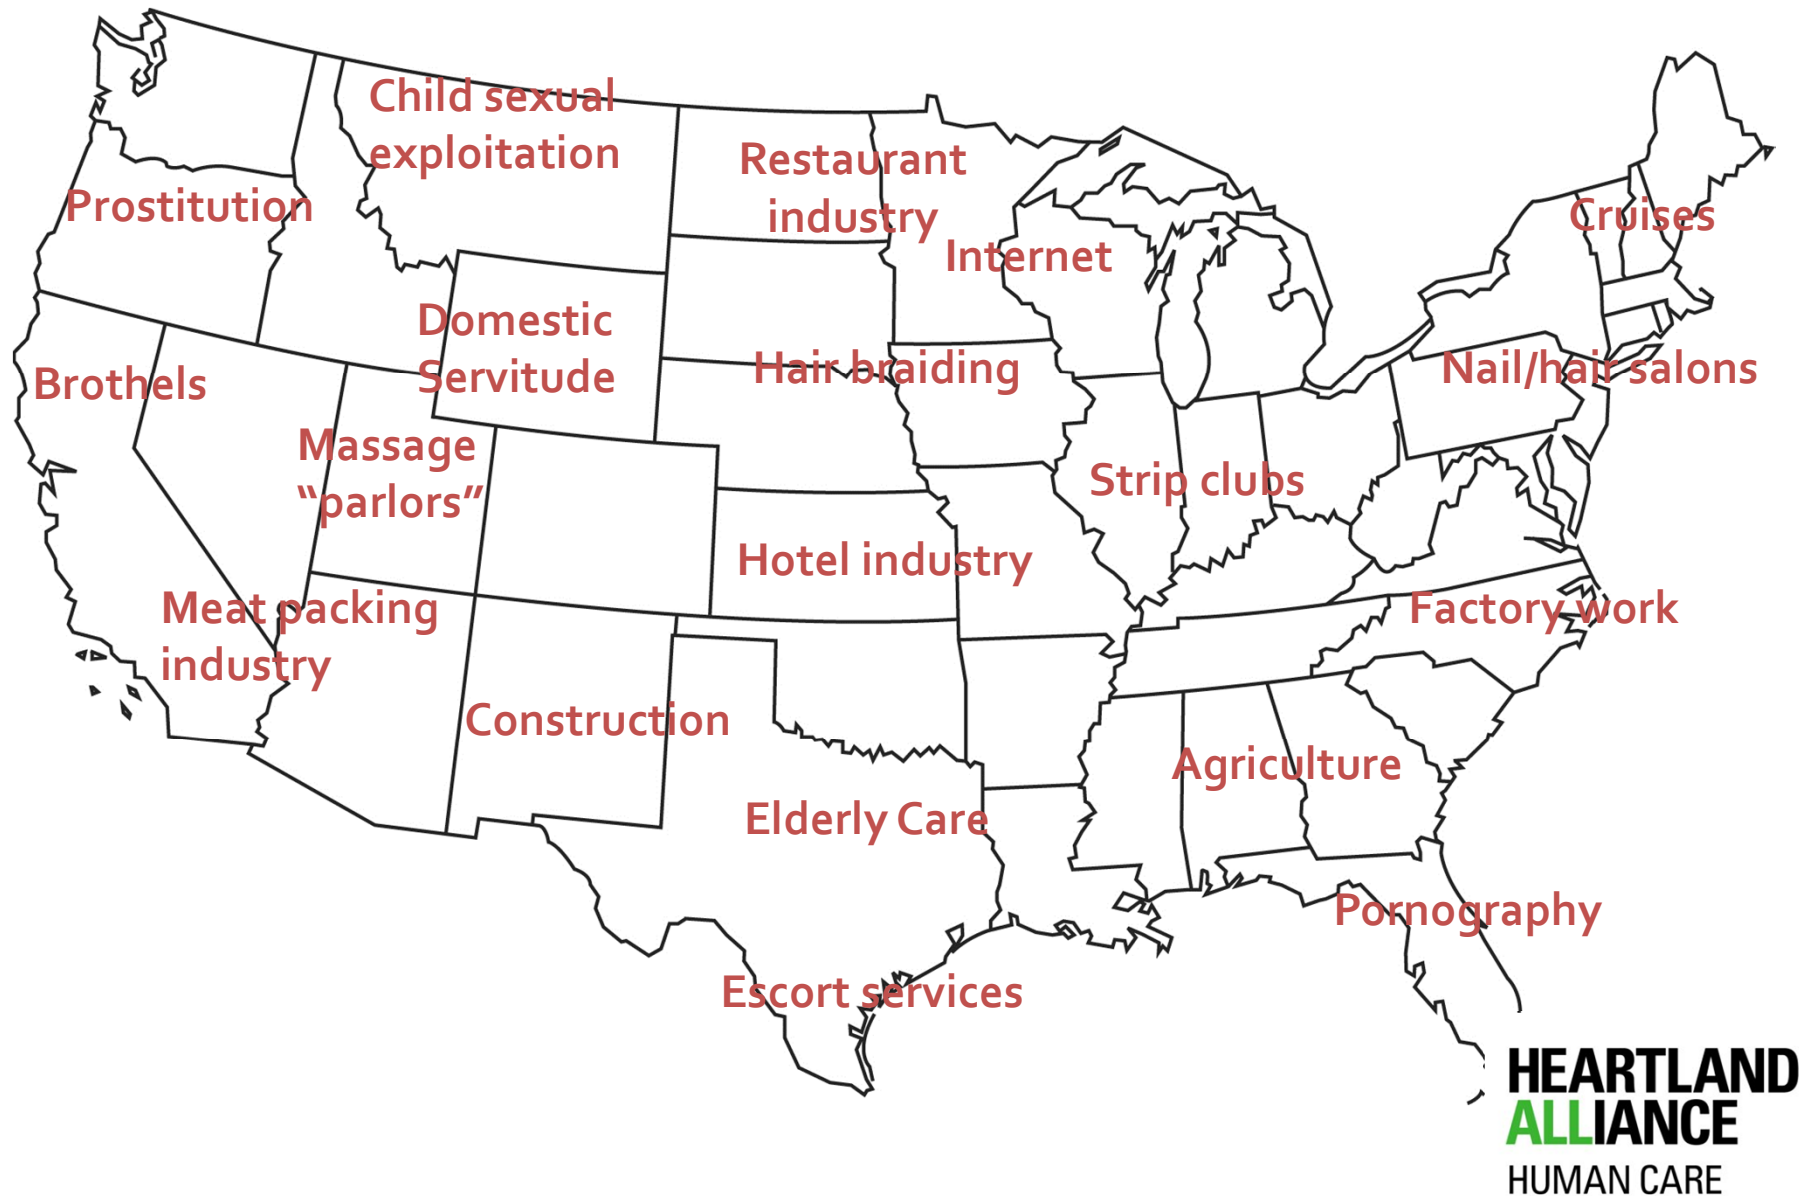 Child sexual
exploitation
Restaurant
industry
Prostitution
Cruises
Internet
Domestic
Servitude
Hair braiding
Nail/hair salons
Brothels
Massage
“parlors”
Strip clubs
Hotel industry
Meat packing
industry
Factory work
Construction
Agriculture
Elderly Care
Pornography
Escort services
HEARTLAND
ALLIANCE
HUMAN CARE